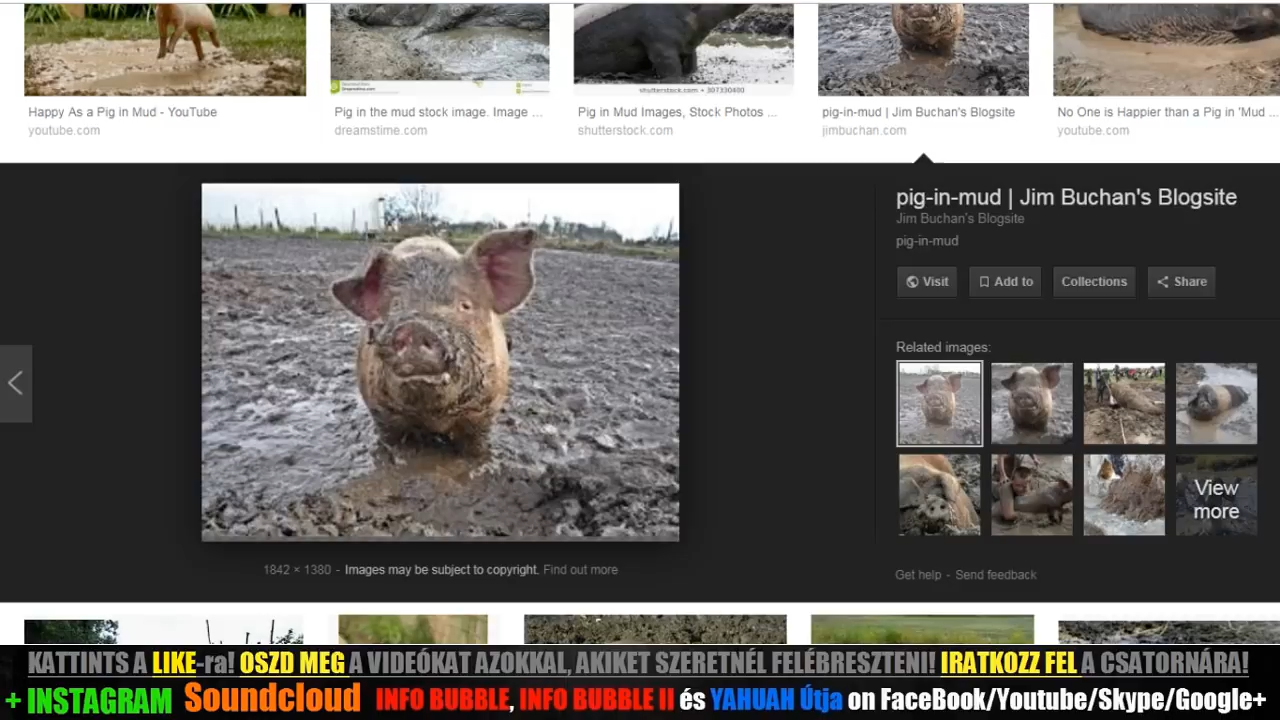 Happy As a Pig in Mud - YouTube
youtube.com
Pig in the mud stock image. Image ...
dreamstime.com
shutterstock.com • 307330400
Pig in Mud Images, Stock Photos ...
shutterstock.com
pig-in-mud | Jim Buchan's Blogsite
jimbuchan.com
No One is Happier than a Pig in 'Mud ...
youtube.com
pig-in-mud | Jim Buchan's Blogsite
Jim Buchan's Blogsite
pig-in-mud
Visit
Add to
Collections
Share
Related images:
View more
1842 × 1380 - Images may be subject to copyright. Find out more
Get help - Send feedback
KATTINTS A LIKE-ra! OSZD MEG A VIDEÓKAT AZOKKAL, AKIKET SZERETNÉL FELÉBRESZTENI! IRATKOZZ FEL A CSATORNÁRA!
+ INSTAGRAM Soundcloud INFO BUBBLE, INFO BUBBLE II és YAHUAH Útja on FaceBook/Youtube/Skype/Google+